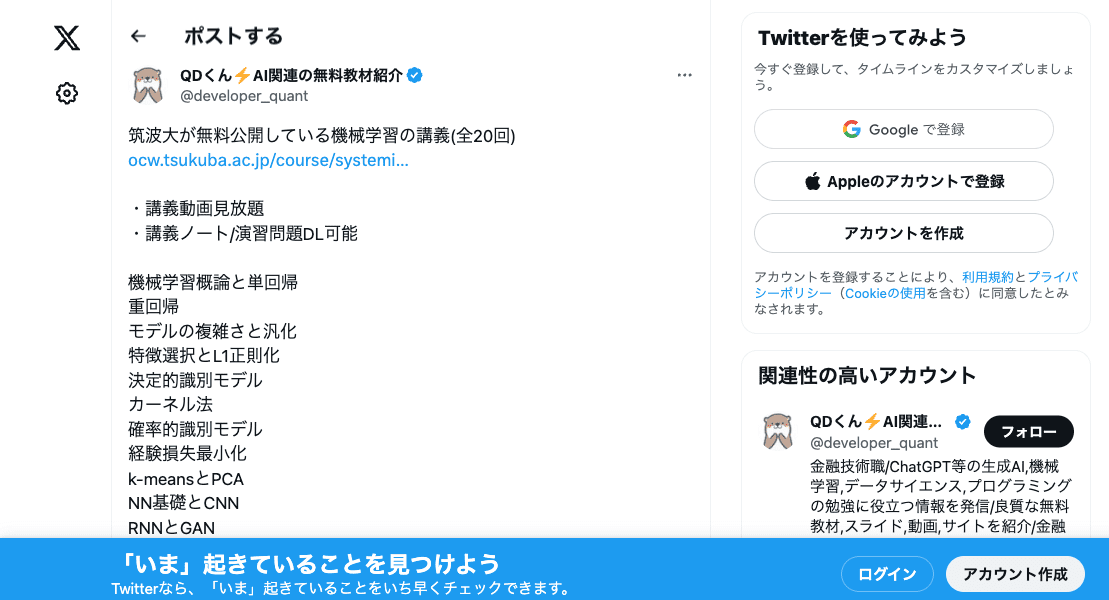 ポストする
QDくん⚡AI関連の無料教材紹介
@developer_quant
筑波大が無料公開している機械学習の講義(全20回)
ocw.tsukuba.ac.jp/course/systemi…
・講義動画見放題
・講義ノート/演習問題DL可能
機械学習概論と単回帰
重回帰
モデルの複雑さと汎化
特徴選択とL1正則化
決定的識別モデル
カーネル法
確率的識別モデル
経験損失最小化
k-meansとPCA
NN基礎とCNN
RNNとGAN
Twitterを使ってみよう
今すぐ登録して、タイムラインをカスタマイズしましょ
う。
Google で登録
Appleのアカウントで登録
アカウントを作成
アカウントを登録することにより、利用規約とプライバ
シーポリシー（Cookieの使用を含む）に同意したとみ
なされます。
関連性の高いアカウント
QDくん⚡AI関連...
@developer_quant
フォロー
金融技術職/ChatGPT等の生成AI,機械
学習,データサイエンス,プログラミング
の勉強に役立つ情報を発信/良質な無料
教材,スライド,動画,サイトを紹介/金融
「いま」起きていることを見つけよう
Twitterなら、「いま」起きていることをいち早くチェックできます。
ログイン
アカウント作成